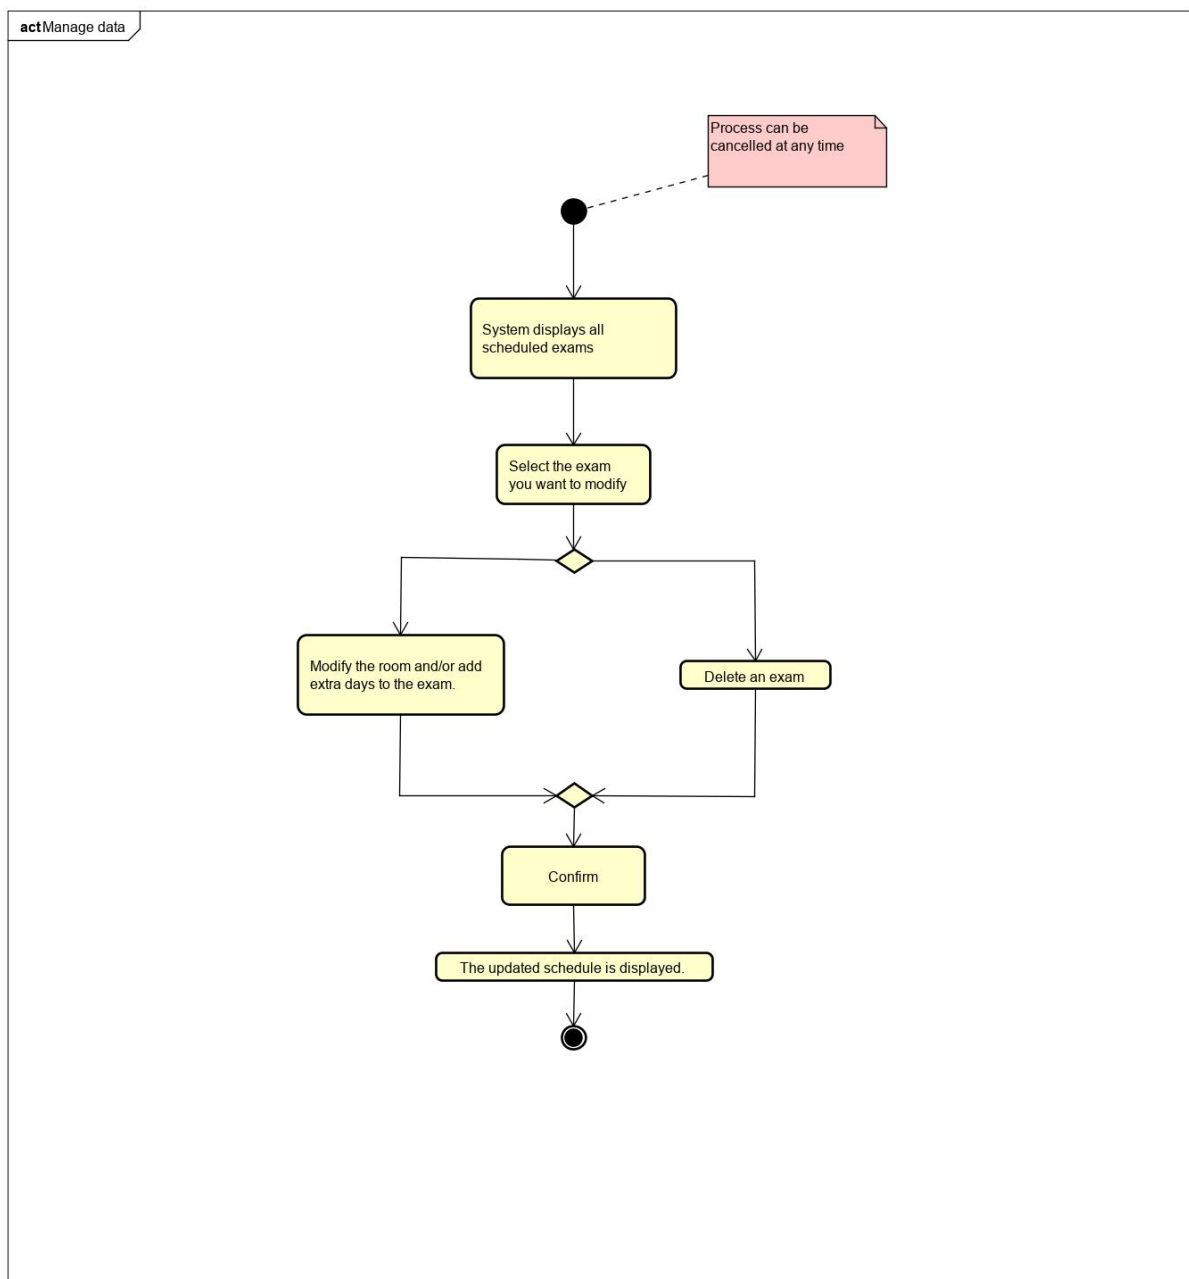 act Manage data
Process can be
cancelled at any time
System displays all
scheduled exams
Select the exam
you want to modify
Modify the room and/or add
extra days to the exam.
Delete an exam
Confirm
The updated schedule is displayed.